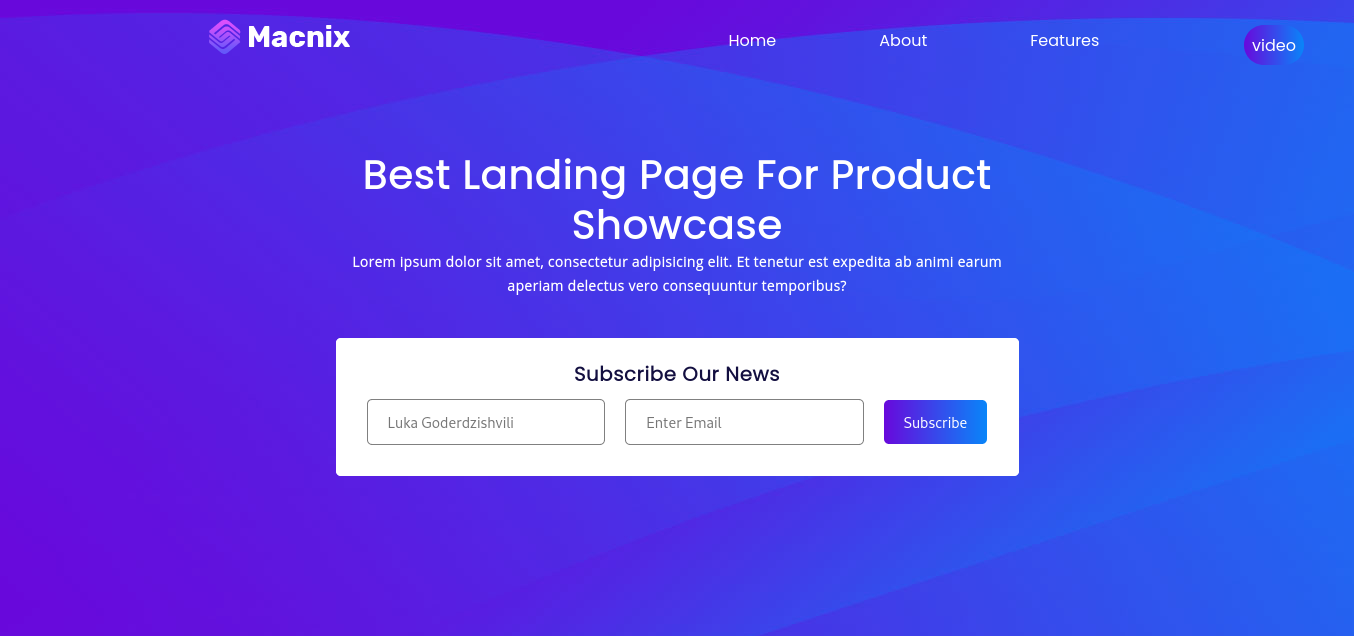 Macnix
Home
About
Features
video
Best Landing Page For Product
Showcase
Lorem ipsum dolor sit amet, consectetur adipisicing elit. Et tenetur est expedita ab animi earum
aperiam delectus vero consequuntur temporibus?
Subscribe Our News
Luka Goderdzishvili
Enter Email
Subscribe